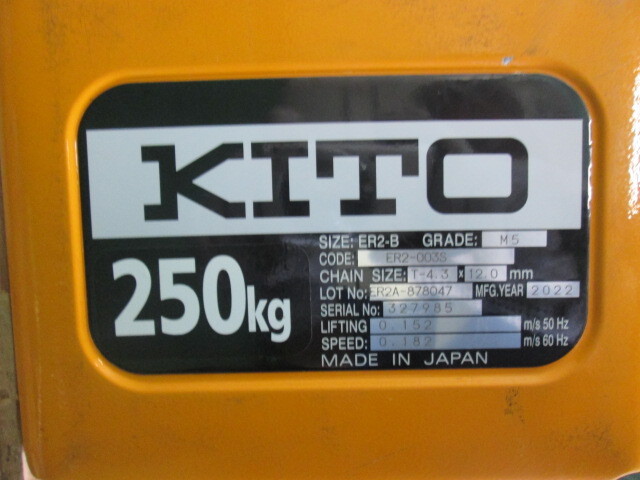 KITO
250kg
SIZE: ER2-B GRADE: M5
CODE: ER2-003S
CHAIN SIZE: T-4.3 x 12.0 mm
LOT No: ER2A-878047 MFG.YEAR 2022
SERIAL No: 327985
LIFTING 0.152 m/s 50 Hz
SPEED: 0.182 m/s 60 Hz
MADE IN JAPAN